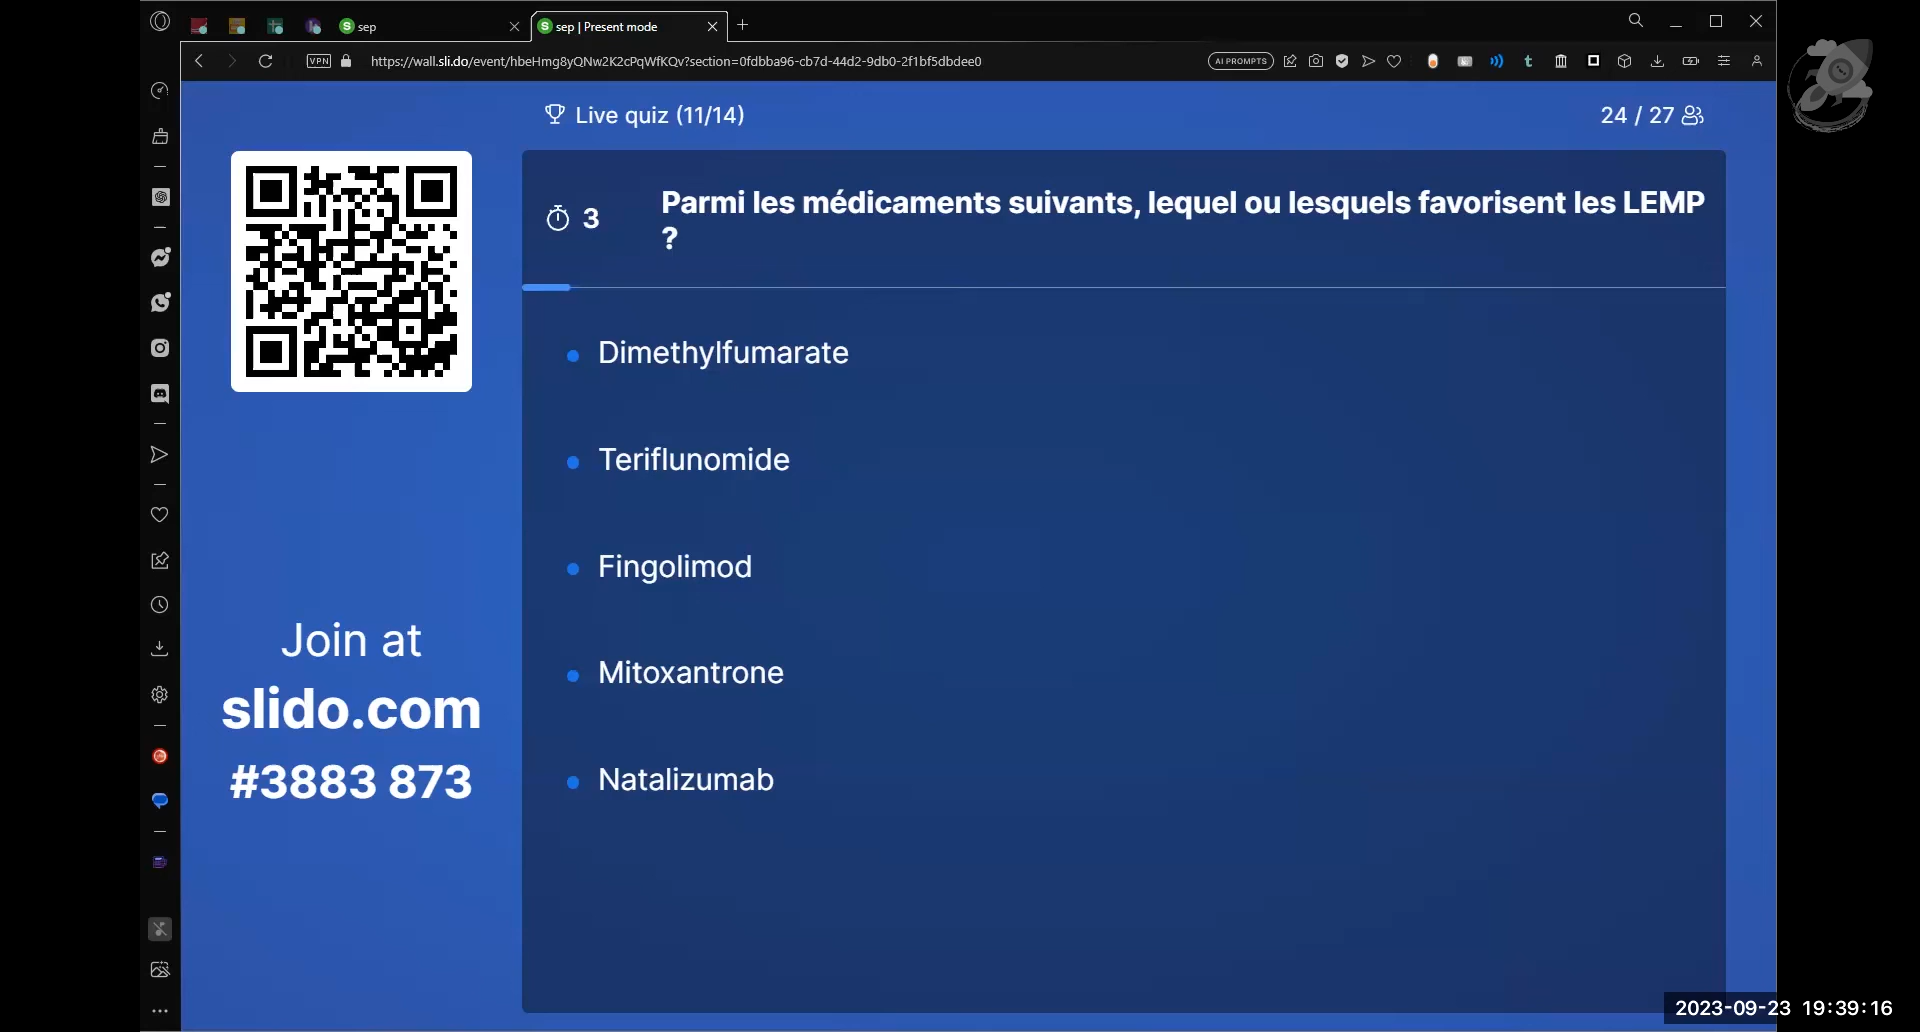 sep
sep | Present mode
VPN
https://wall.sli.do/event/hbeHmg8yQNw2K2cPqWfKQv?section=0fdbba96-cb7d-44d2-9db0-2f1bf5dbdee0
AI PROMPTS
Live quiz (11/14)
24 / 27
3
Parmi les médicaments suivants, lequel ou lesquels favorisent les LEMP
?
Dimethylfumarate
Teriflunomide
Fingolimod
Mitoxantrone
Natalizumab
Join at
slido.com
#3883 873
2023-09-23 19:39:16